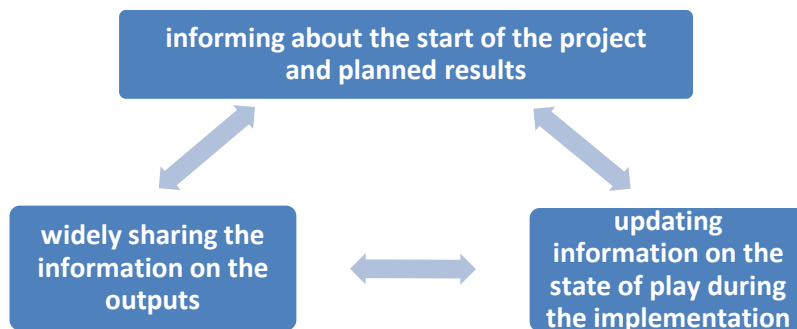 informing about the start of the project
and planned results
widely sharing the
information on the
outputs
updating
information on the
state of play during
the implementation